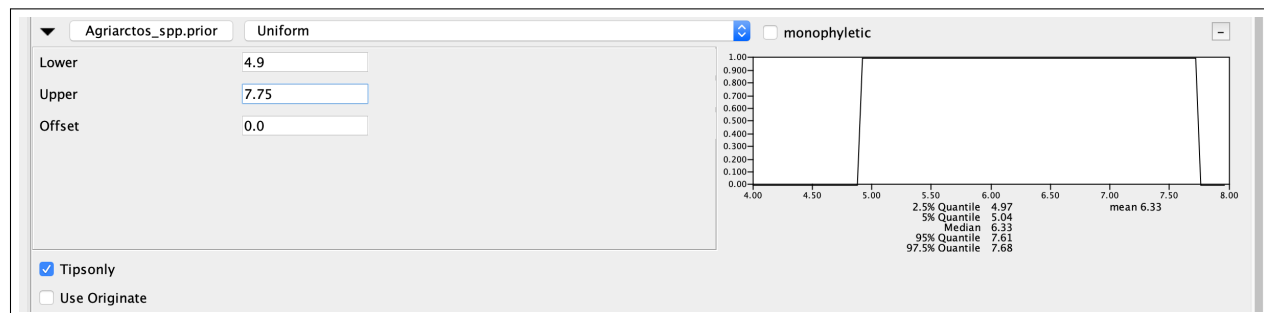 Agriarctos_spp.prior Uniform monophyletic -
Lower 4.9
Upper 7.75
Offset 0.0
1.00
0.900
0.800
0.700
0.600
0.500
0.400
0.300
0.200
0.100
0.00
4.00 4.50 5.00 5.50 6.00 6.50 7.00 7.50 8.00
2.5% Quantile 4.97 mean 6.33
5% Quantile 5.04
Median 6.33
95% Quantile 7.61
97.5% Quantile 7.68
Tipsonly
Use Originate